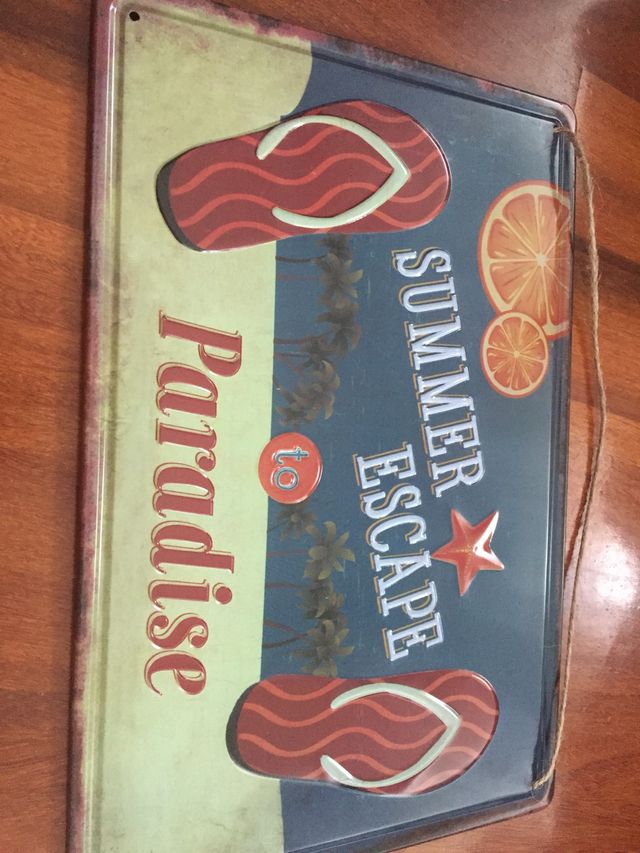 SUMMER
ESCAPE
to
Paradise